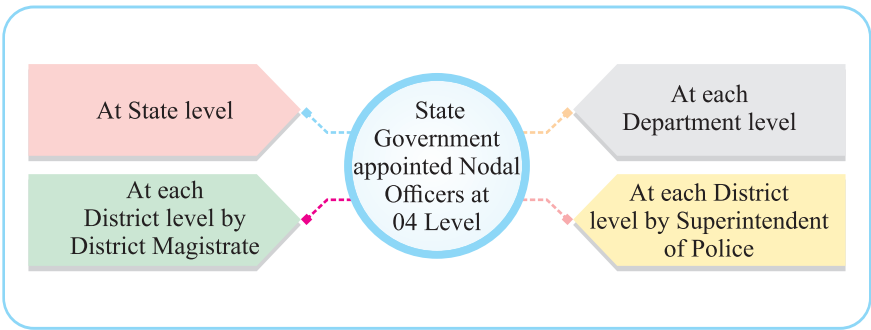 At State level
At each
District level by
District Magistrate
State
Government
appointed Nodal
Officers at
04 Level
At each
Department level
At each District
level by Superintendent
of Police